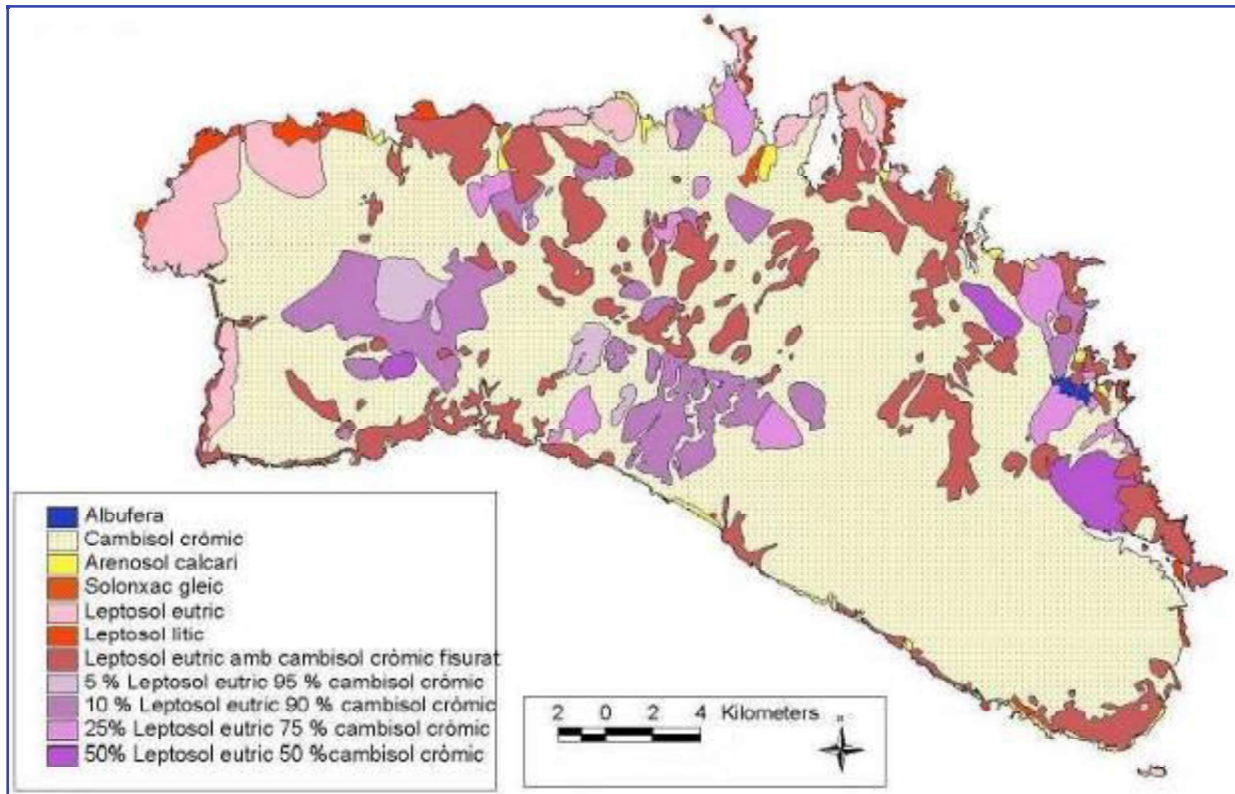 Albufera
Cambisol cròmic
Arenosol calcari
Solonxac gleic
Leptosol eutric
Leptosol lític
Leptosol eutric amb cambisol cròmic fisurat
5 % Leptosol eutric 95 % cambisol cròmic
10 % Leptosol eutric 90 % cambisol cròmic
25% Leptosol eutric 75 % cambisol cròmic
50% Leptosol eutric 50 %cambisol cròmic
2 0 2 4 Kilometers